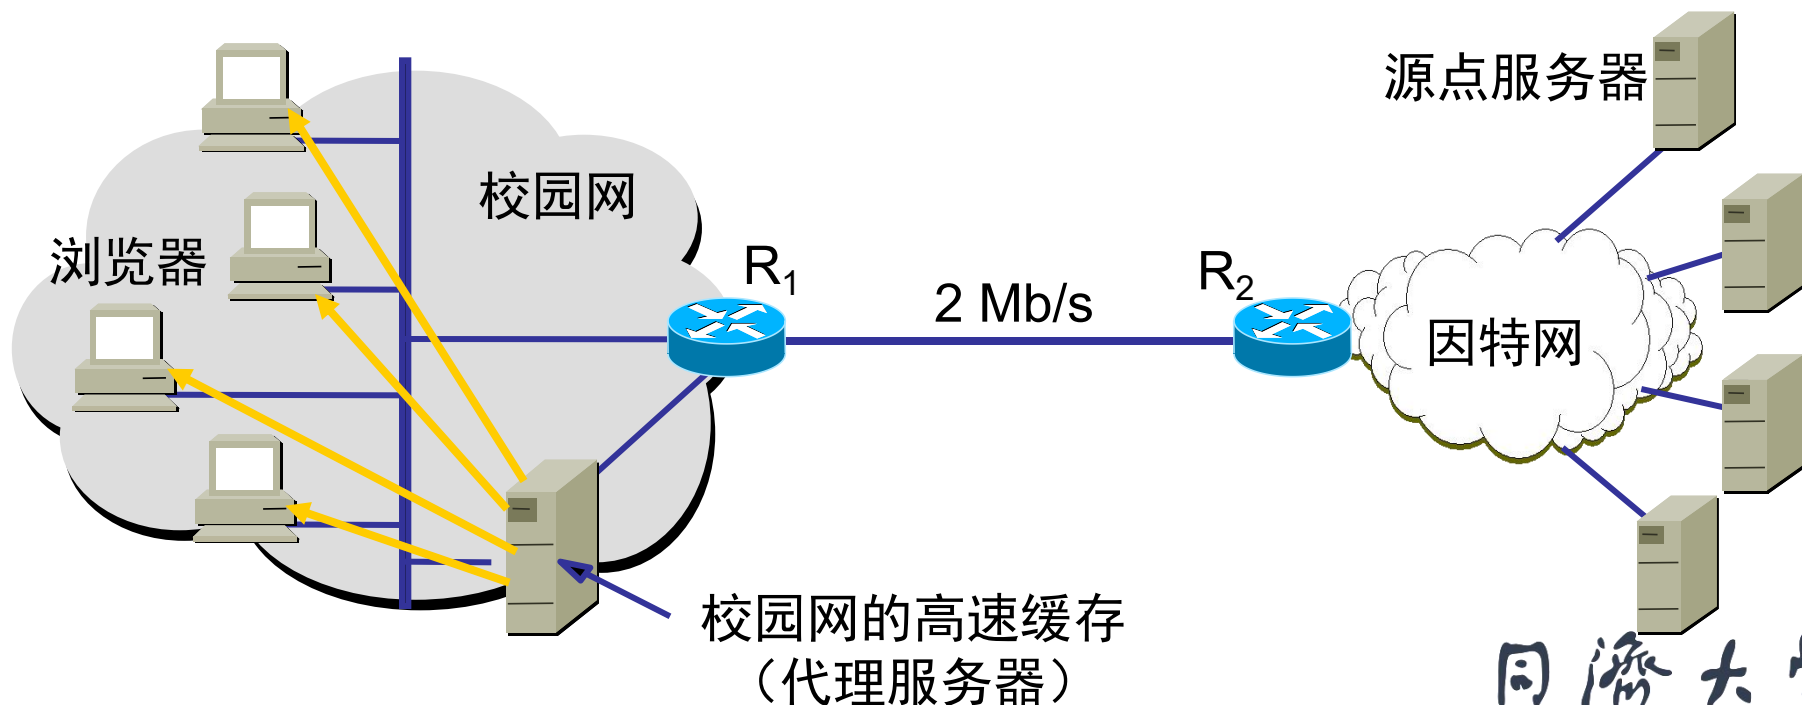 源点服务器
校园网
浏览器
R₁
2 Mb/s
R₂
因特网
校园网的高速缓存
（代理服务器）
同濟大